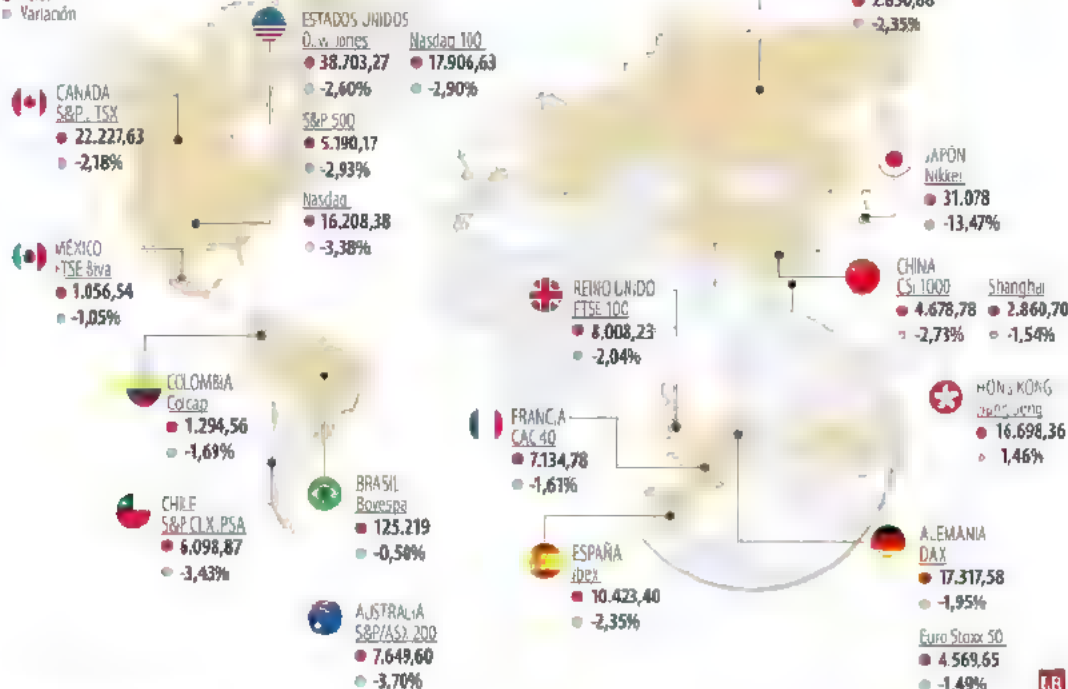 Variación
ESTADOS UNIDOS
Dow Jones
38.703,27
-2,60%
Nasdaq 100
17.906,63
-2,90%
S&P 500
5.190,17
-2,93%
Nasdaq
16.208,38
-3,38%
-2,35%
CANADA
S&P TSX
22.227,63
-2,18%
MÉXICO
FTSE Biva
1.056,54
-1,05%
JAPÓN
Nikkei
31.078
-13,47%
CHINA
CSI 1000
4.678,78
-2,73%
Shanghai
2.860,70
-1,54%
REINO UNIDO
FTSE 100
8,008,23
-2,04%
COLOMBIA
Colcap
1.294,56
HONG KONG
16.698,36
1,46%
FRANCIA
CAC 40
7.134,78
-1,61%
CHILE
6.098,87
-3,43%
BRASIL
Bovespa
125.219
ESPAÑA
Ibex
10.423,40
-2,35%
ALEMANIA
DAX
17.317,58
-1,95%
Euro Stoxx 50
4.569,65
-1,49%
AUSTRALIA
S&P/ASX 200
7.649,60
-3,70%
LR